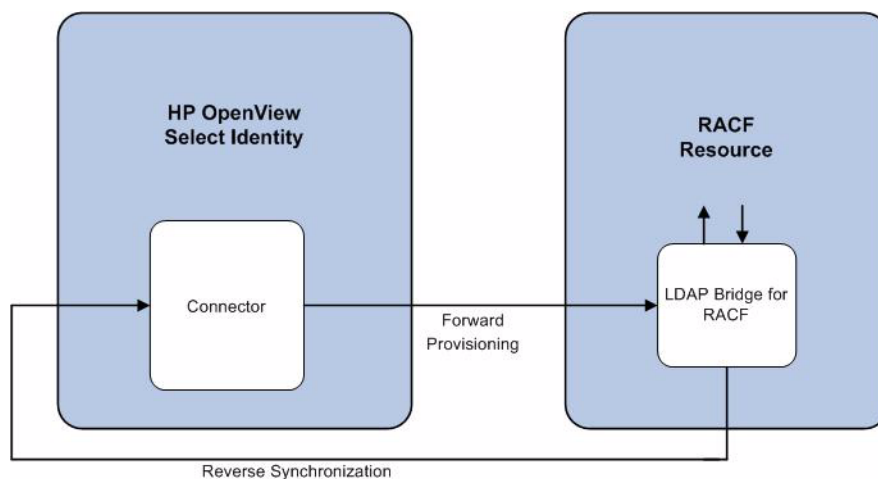 HP OpenView
Select Identity
RACF
Resource
Connector
LDAP Bridge for
RACF
Forward
Provisioning
Reverse Synchronization